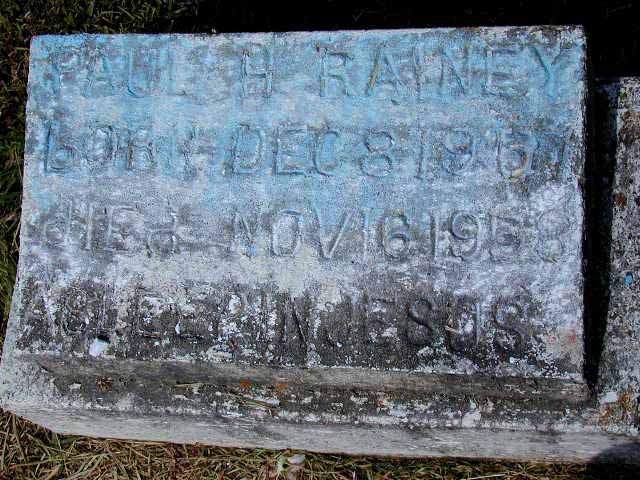 PAUL B RAINEY
bORN DEC 8 1957
dIEd NOV 16 1958
ASLEEP IN JESUS